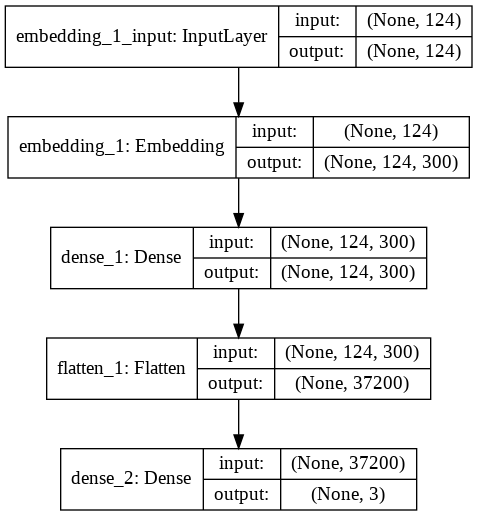 embedding_1_input: InputLayer
input: (None, 124)
output: (None, 124)
embedding_1: Embedding
input: (None, 124)
output: (None, 124, 300)
dense_1: Dense
input: (None, 124, 300)
output: (None, 124, 300)
flatten_1: Flatten
input: (None, 124, 300)
output: (None, 37200)
dense_2: Dense
input: (None, 37200)
output: (None, 3)